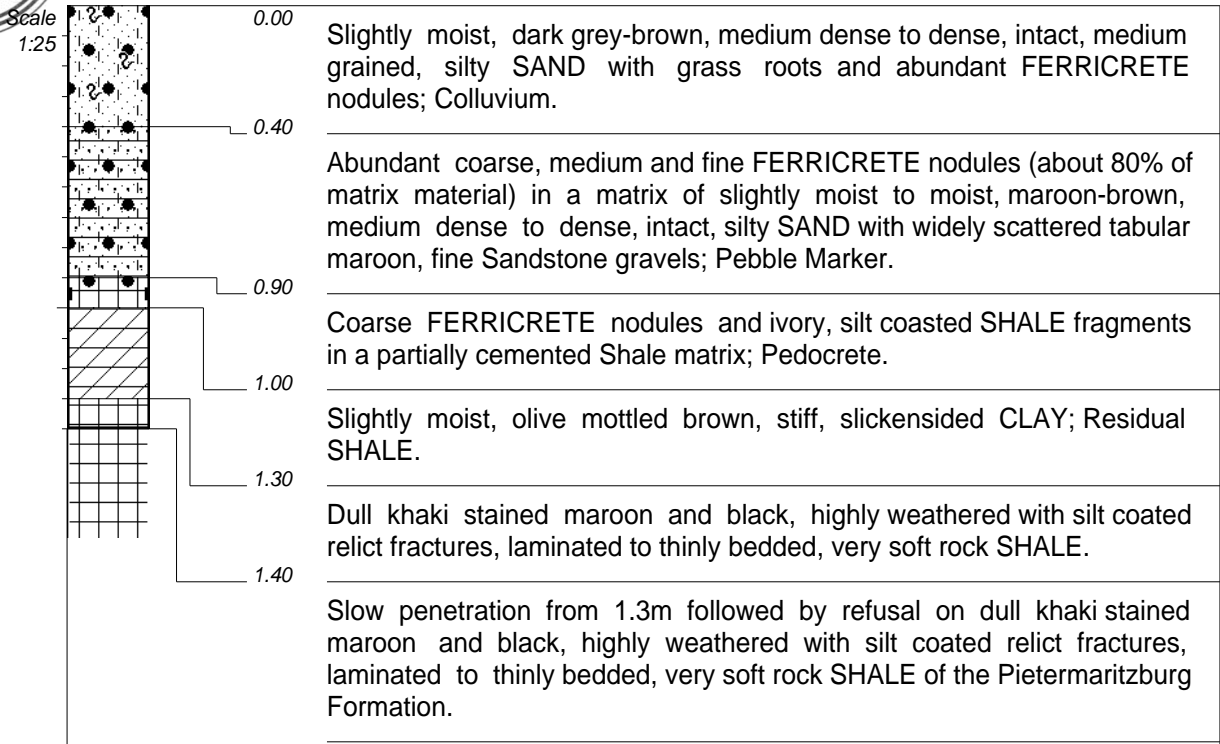 Scale
1:25
0.00
Slightly moist, dark grey-brown, medium dense to dense, intact, medium
grained, silty SAND with grass roots and abundant FERRICRETE
nodules; Colluvium.
0.40
Abundant coarse, medium and fine FERRICRETE nodules (about 80% of
matrix material) in a matrix of slightly moist to moist, maroon-brown,
medium dense to dense, intact, silty SAND with widely scattered tabular
maroon, fine Sandstone gravels; Pebble Marker.
0.90
Coarse FERRICRETE nodules and ivory, silt coasted SHALE fragments
in a partially cemented Shale matrix; Pedocrete.
1.00
Slightly moist, olive mottled brown, stiff, slickensided CLAY; Residual
SHALE.
1.30
Dull khaki stained maroon and black, highly weathered with silt coated
relict fractures, laminated to thinly bedded, very soft rock SHALE.
1.40
Slow penetration from 1.3m followed by refusal on dull khaki stained
maroon and black, highly weathered with silt coated relict fractures,
laminated to thinly bedded, very soft rock SHALE of the Pietermaritzburg
Formation.